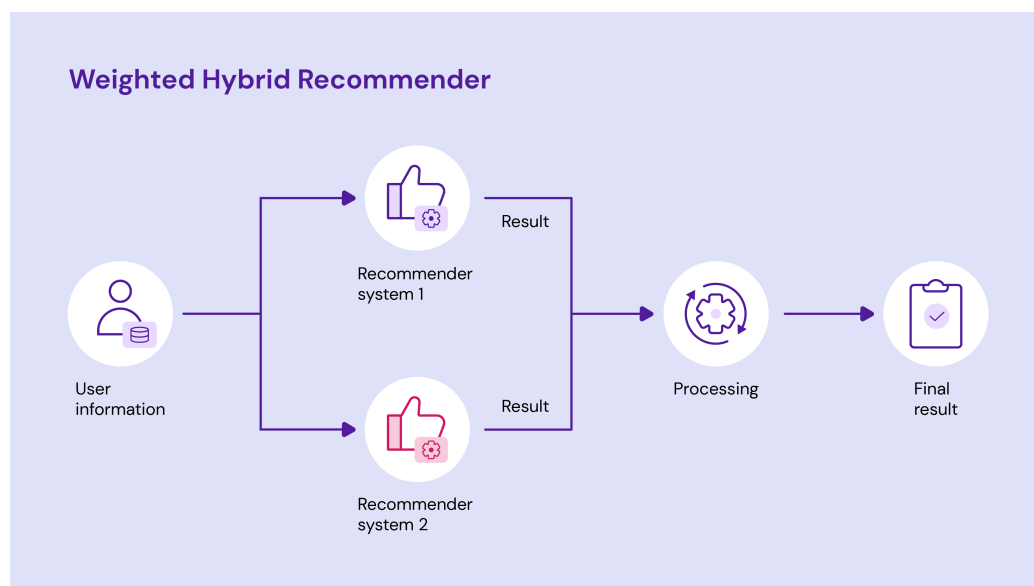 Weighted Hybrid Recommender
Result
Recommender
system 1
User
information
Processing
Final
result
Result
Recommender
system 2